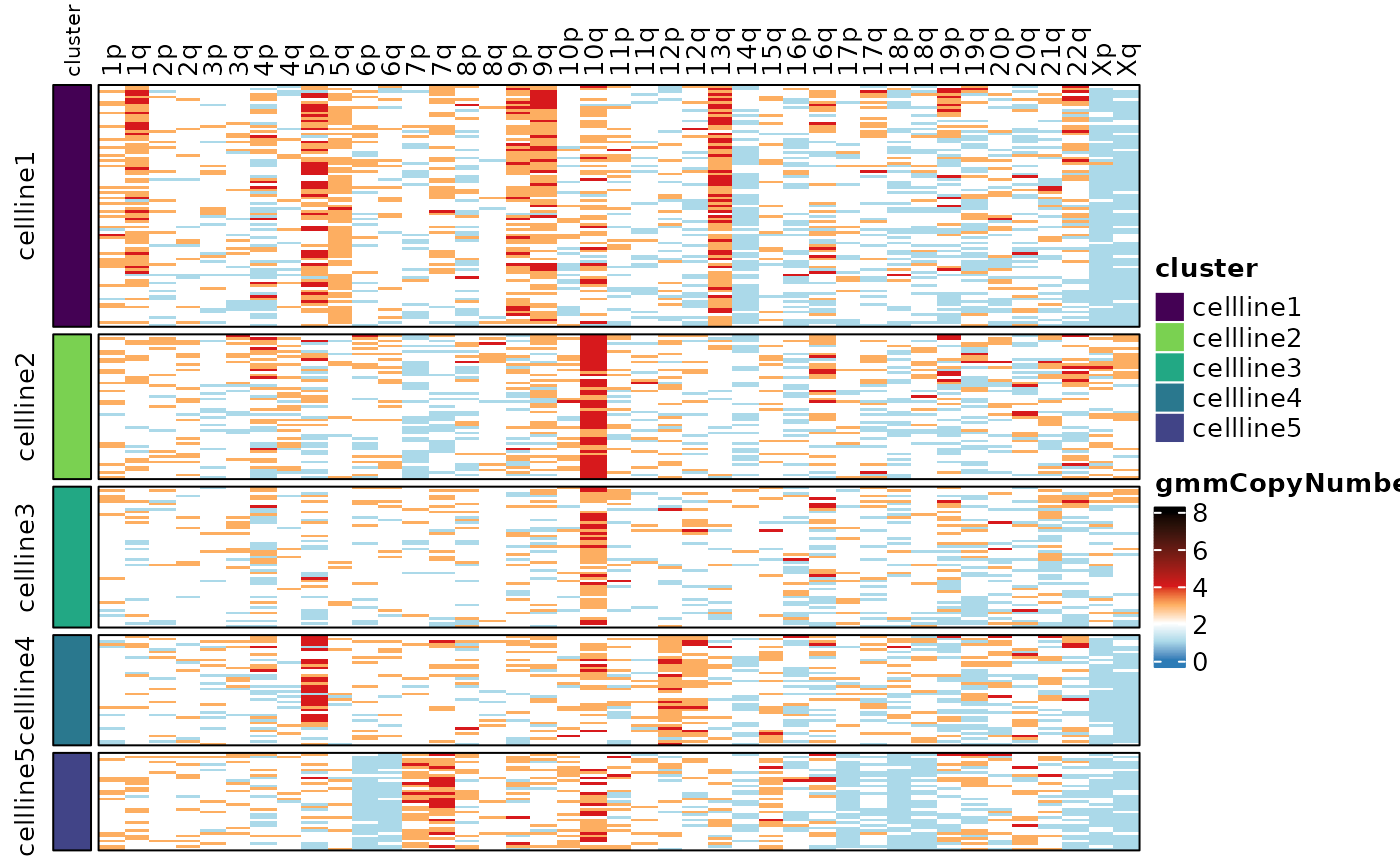 cluster 1p 1q 2p 2q 3p 3q 4p 4q 5p 5q 6p 6q 7p 7q 8p 8q 9p 9q 10p 10q 11p 11q 12p 12q 13q 14q 15q 16p 16q 17p 17q 18p 18q 19p 19q 20p 20q 21q 22q Xp Xq
cellline1
cellline2
cellline3
cellline4
cellline5
cluster
cellline1
cellline2
cellline3
cellline4
cellline5
gmmCopyNumbe
8
6
4
2
0